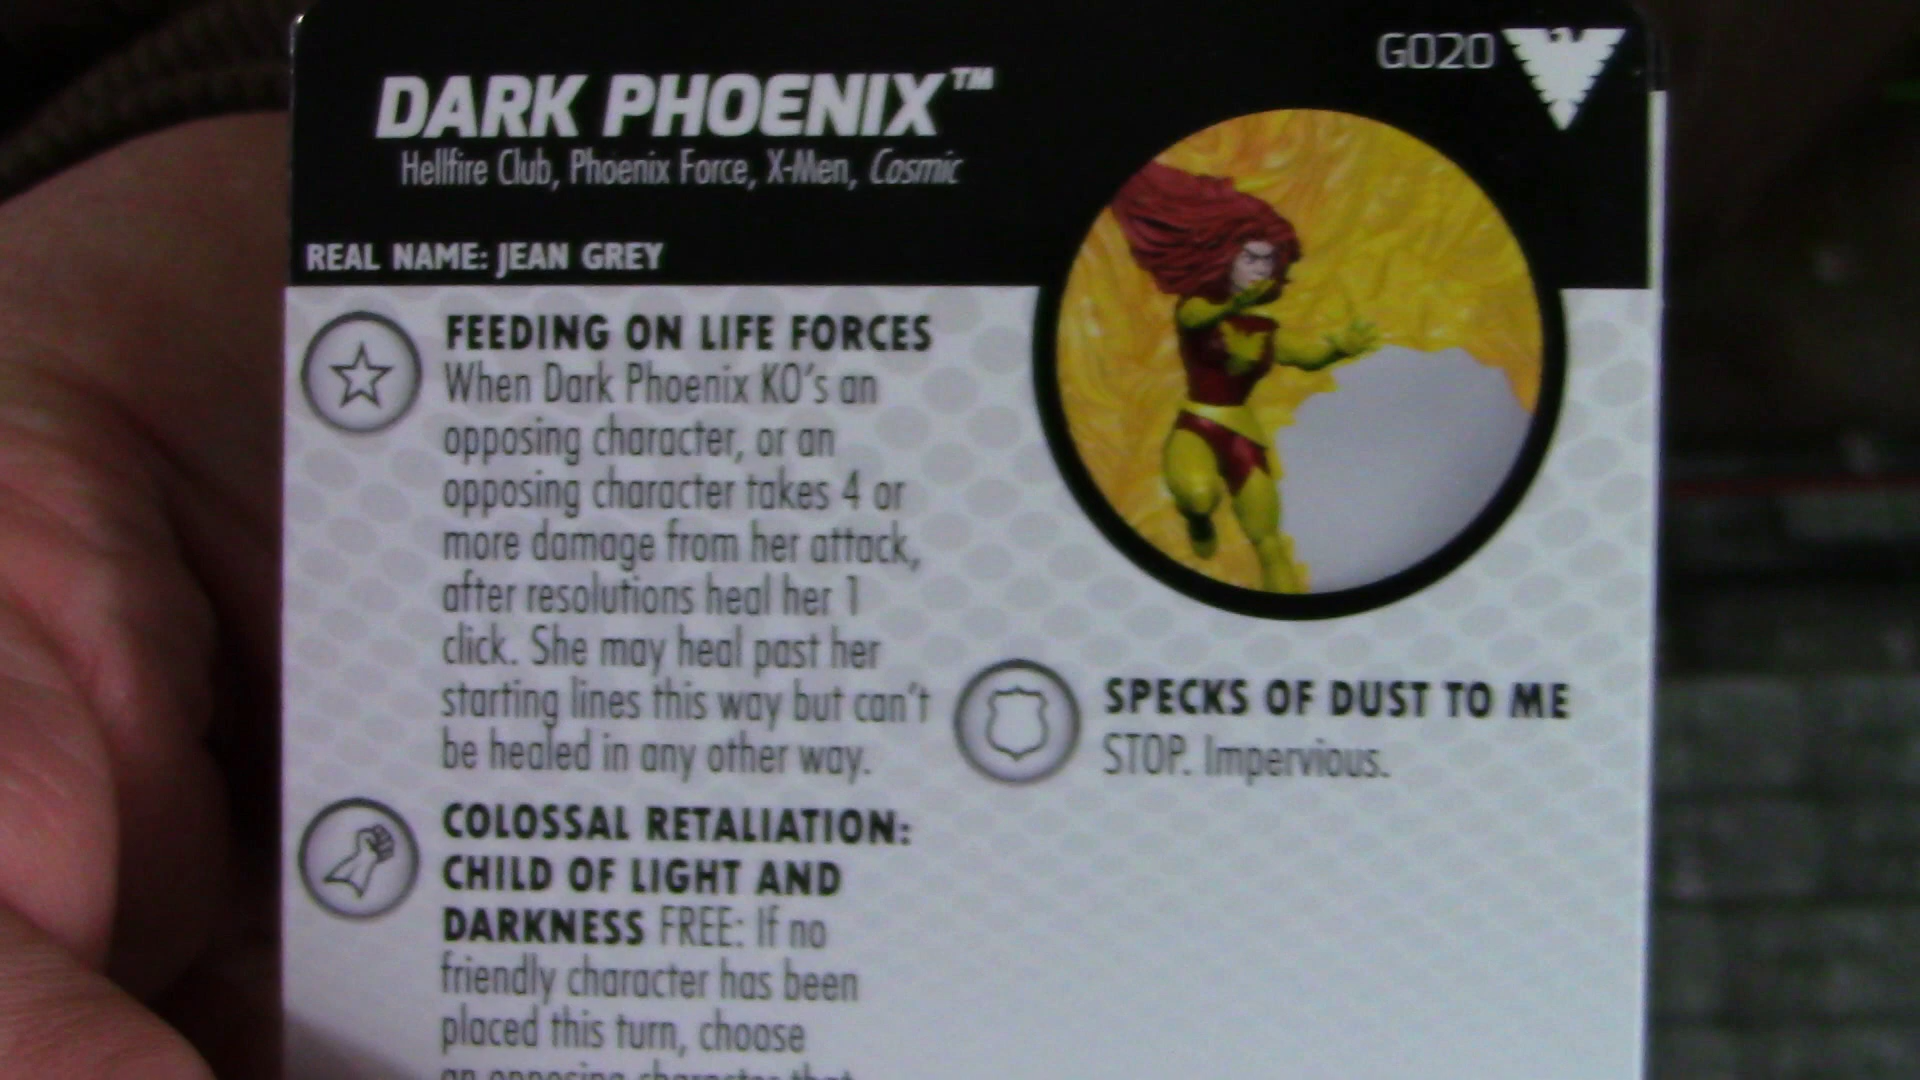 G020
DARK PHOENIX™
Hellfire Club, Phoenix Force, X-Men, Cosmic
REAL NAME: JEAN GREY
FEEDING ON LIFE FORCES
When Dark Phoenix KO's an
opposing character, or an
opposing character takes 4 or
more damage from her attack,
after resolutions heal her 1
click. She may heal past her
starting lines this way but can't
be healed in any other way.
COLOSSAL RETALIATION:
CHILD OF LIGHT AND
DARKNESS FREE: If no
friendly character has been
placed this turn, choose
an opposing character that
SPECKS OF DUST TO ME
STOP. Impervious.